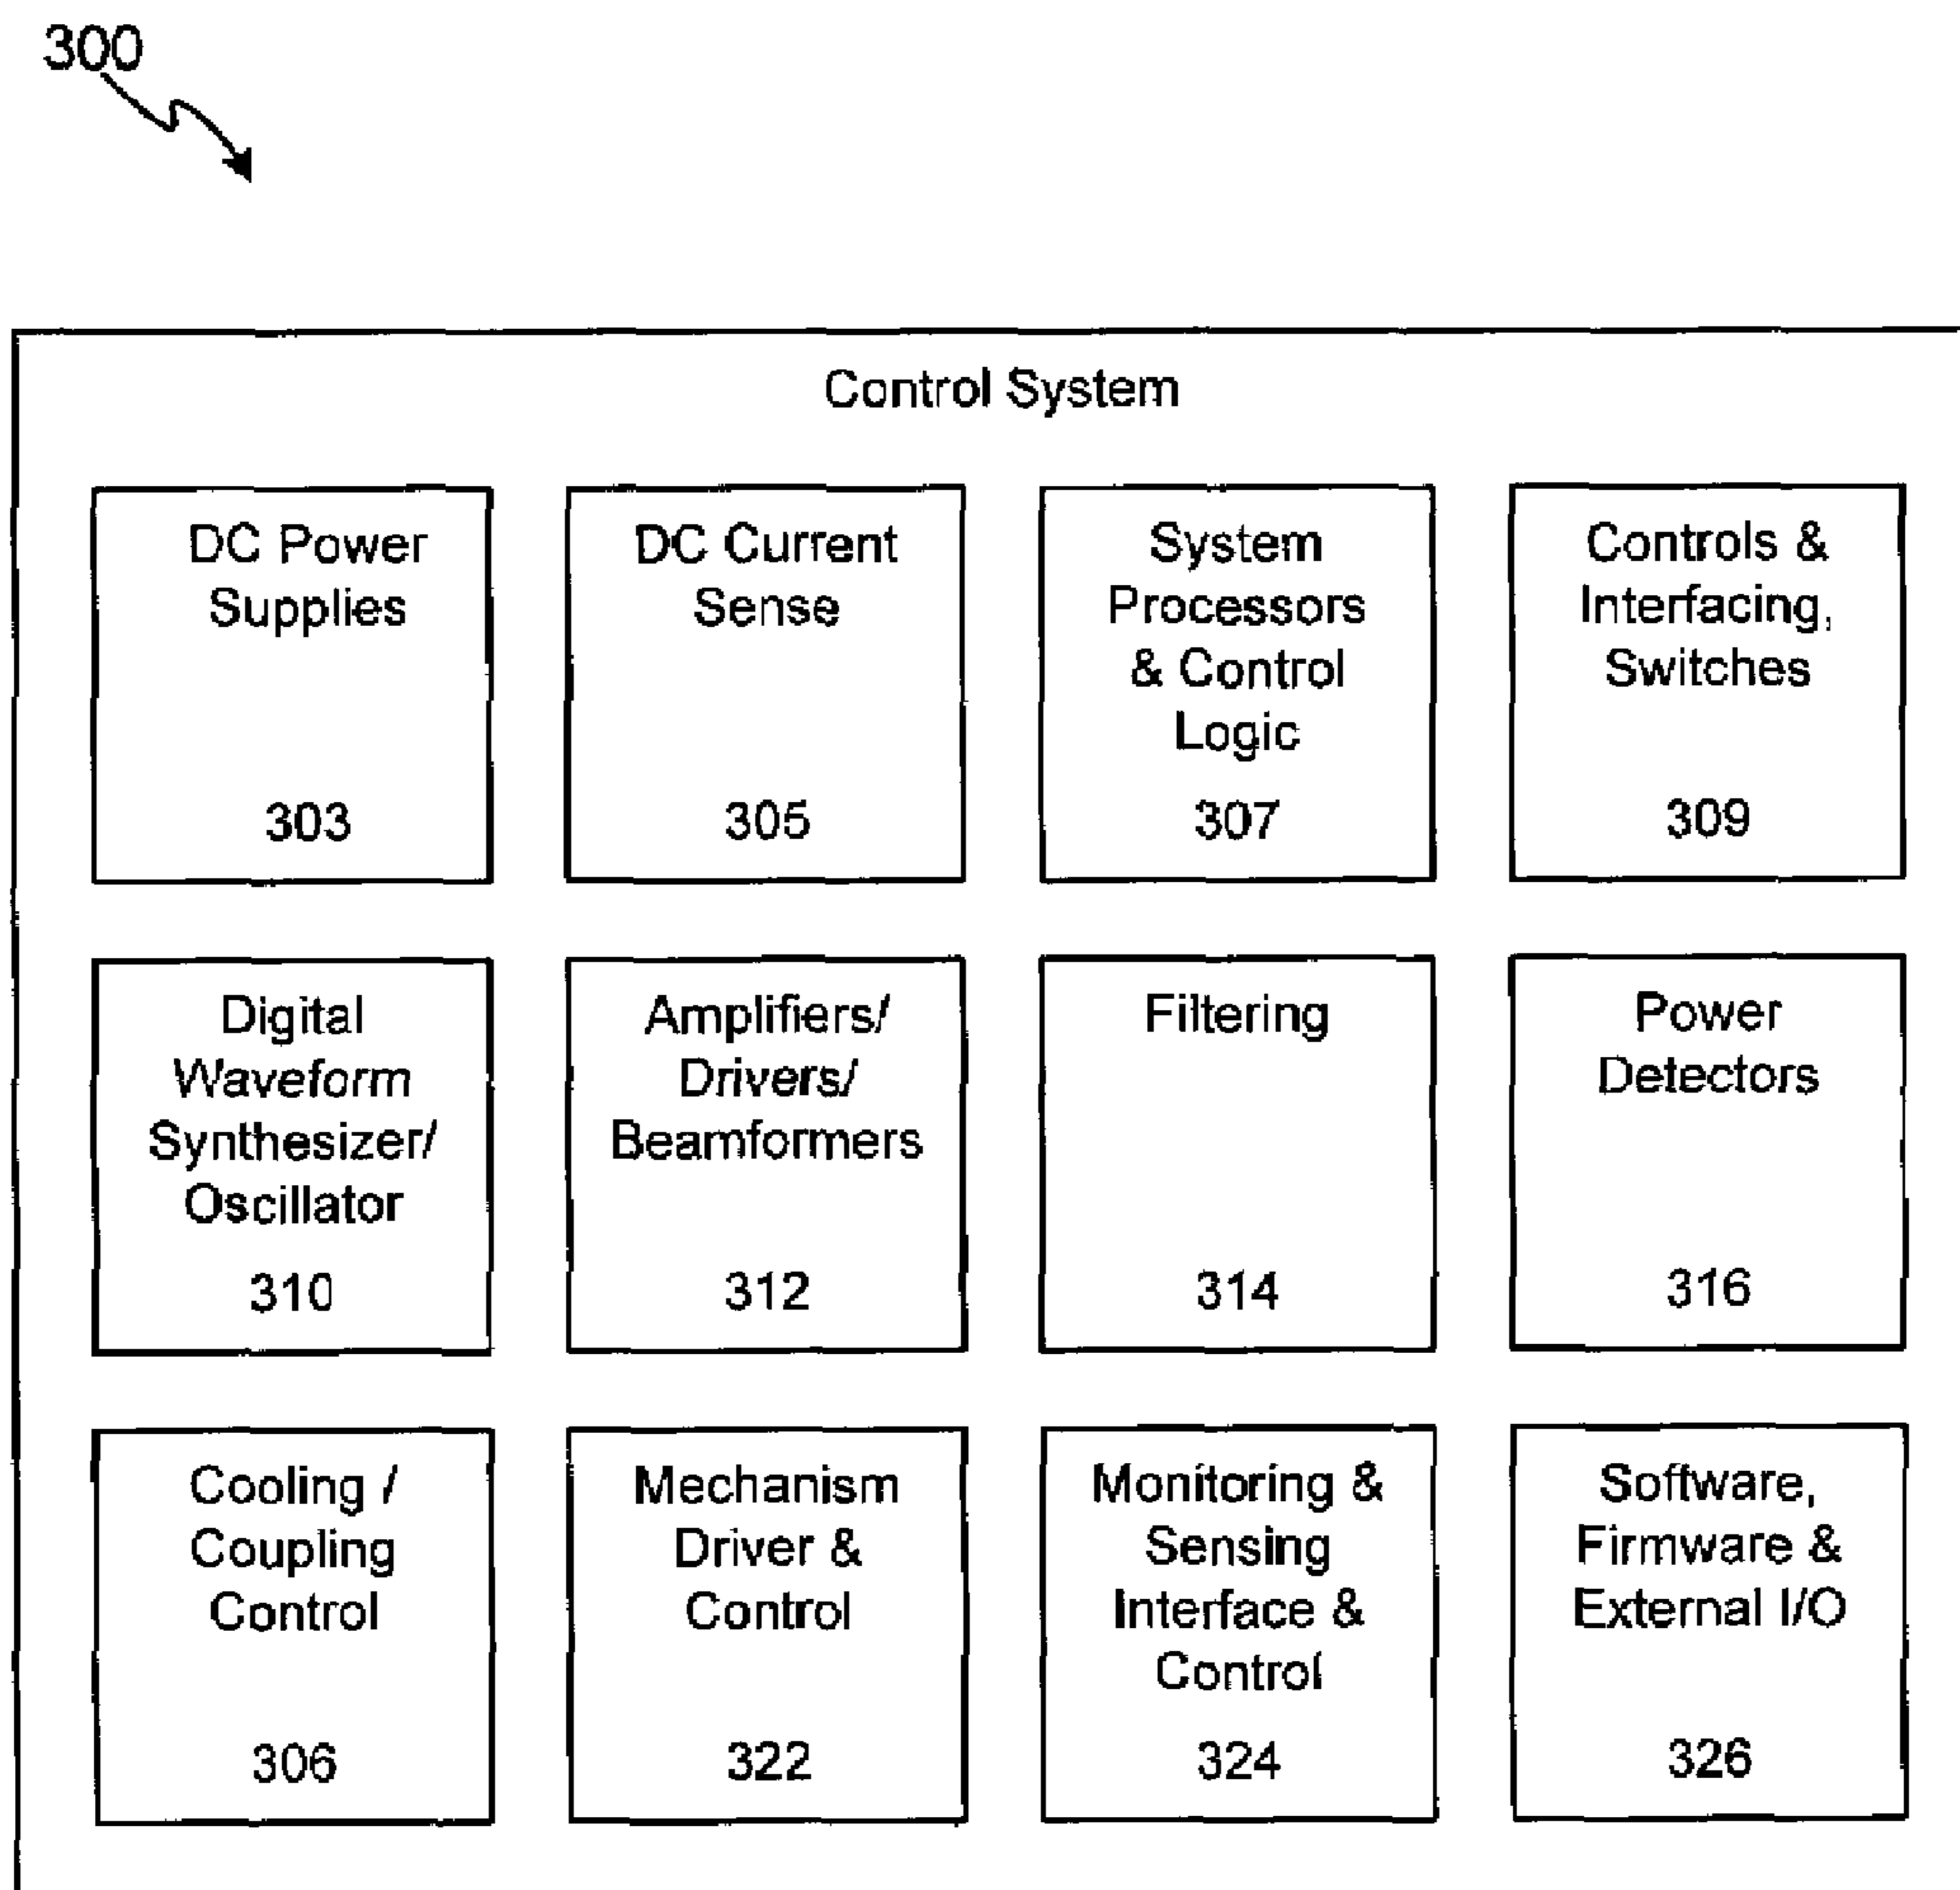 300
Control System
DC Power
Supplies
303
DC Current
Sense
305
System
Processors
& Control
Logic
307
Controls &
Interfacing,
Switches
309
Digital
Waveform
Synthesizer/
Oscillator
310
Amplifiers/
Drivers/
Beamformers
312
Filtering
314
Power
Detectors
316
Cooling /
Coupling
Control
306
Mechanism
Driver &
Control
322
Monitoring &
Sensing
Interface &
Control
324
Software,
Firmware &
External I/O
326